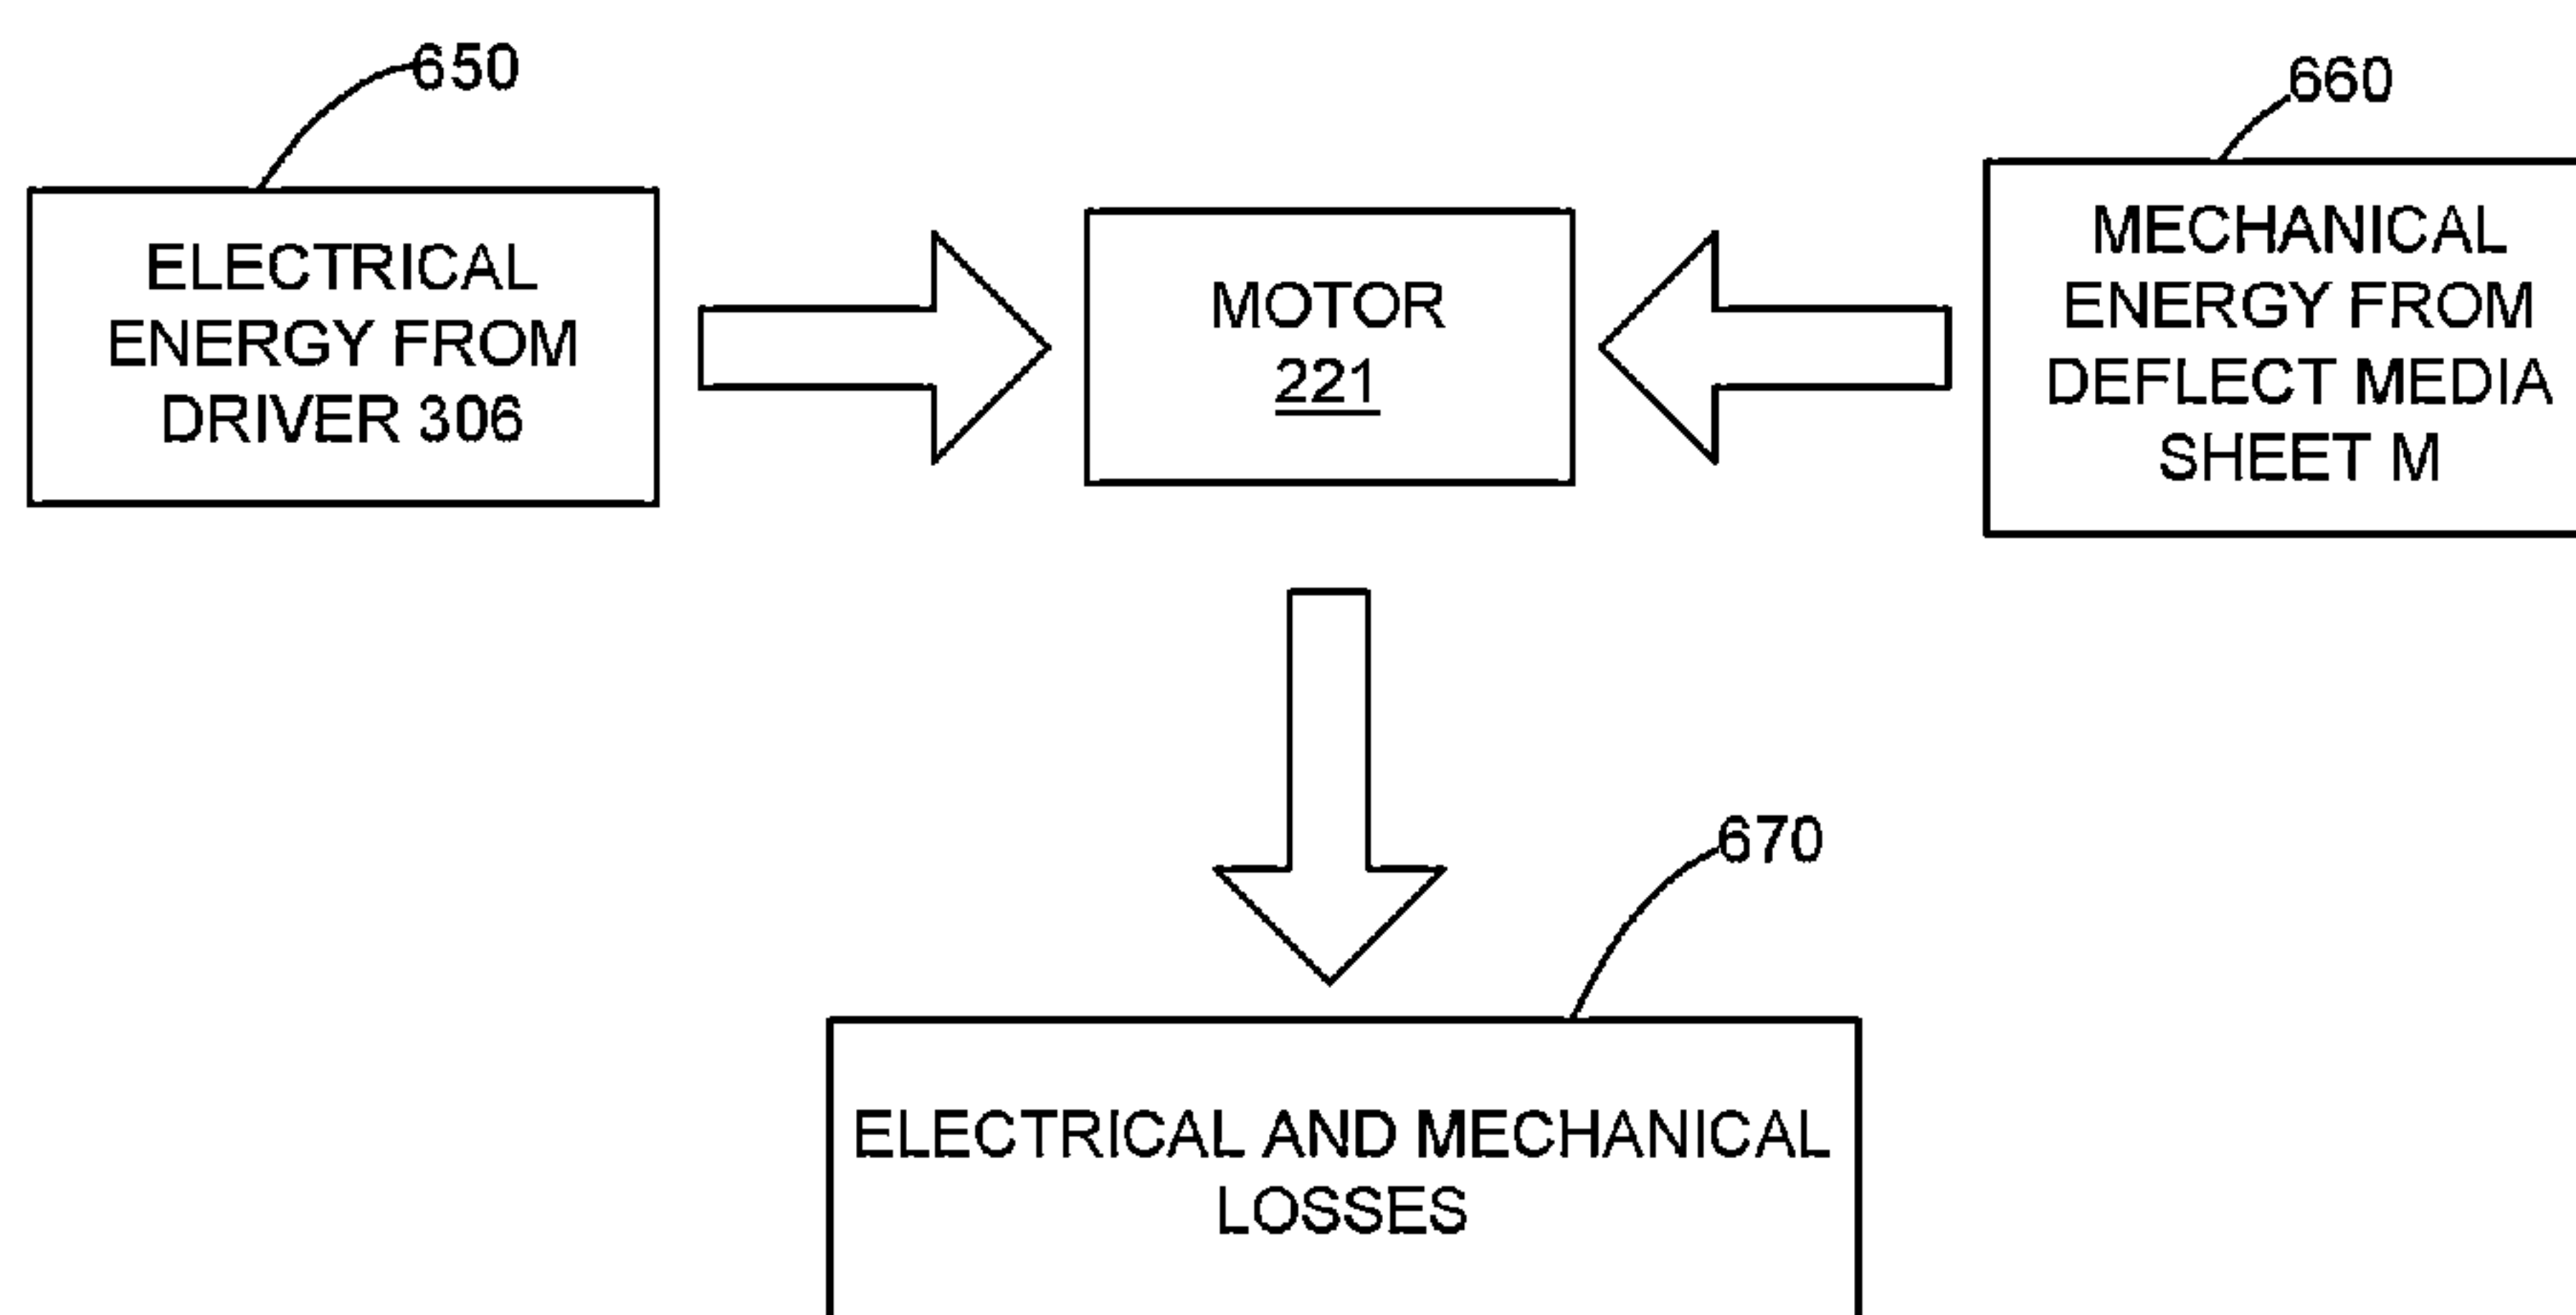 650
660
ELECTRICAL
ENERGY FROM
DRIVER 306
MOTOR
221
MECHANICAL
ENERGY FROM
DEFLECT MEDIA
SHEET M
670
ELECTRICAL AND MECHANICAL
LOSSES